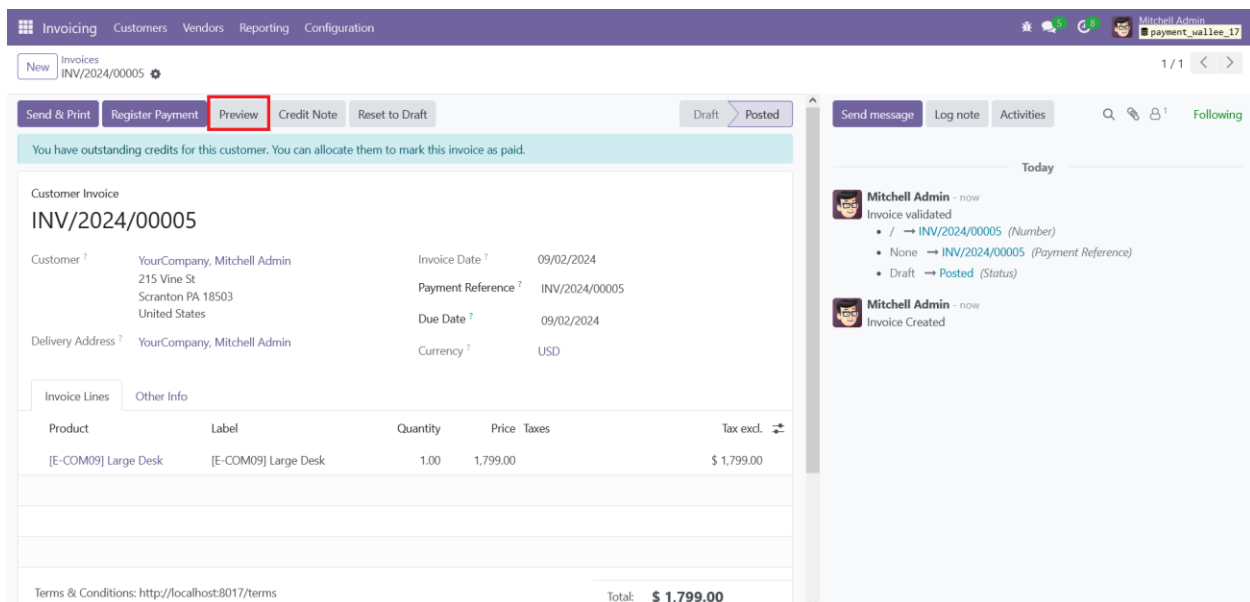 Invoicing Customers Vendors Reporting Configuration 5 8 Mitchell Admin
payment_wallee_17
New Invoices
INV/2024/00005
1 / 1
Send & Print Register Payment Preview Credit Note Reset to Draft Draft Posted
Send message Log note Activities 1 Following
You have outstanding credits for this customer. You can allocate them to mark this invoice as paid.
Customer Invoice
INV/2024/00005
Customer ? YourCompany, Mitchell Admin
215 Vine St
Scranton PA 18503
United States
Delivery Address ? YourCompany, Mitchell Admin
Invoice Date ? 09/02/2024
Payment Reference ? INV/2024/00005
Due Date ? 09/02/2024
Currency ? USD
Invoice Lines Other Info
Product Label Quantity Price Taxes Tax excl.
[E-COM09] Large Desk [E-COM09] Large Desk 1.00 1,799.00 $ 1,799.00
Terms & Conditions: http://localhost:8017/terms
Total: $ 1,799.00
Today
Mitchell Admin - now
Invoice validated
• / → INV/2024/00005 (Number)
• None → INV/2024/00005 (Payment Reference)
• Draft → Posted (Status)
Mitchell Admin - now
Invoice Created